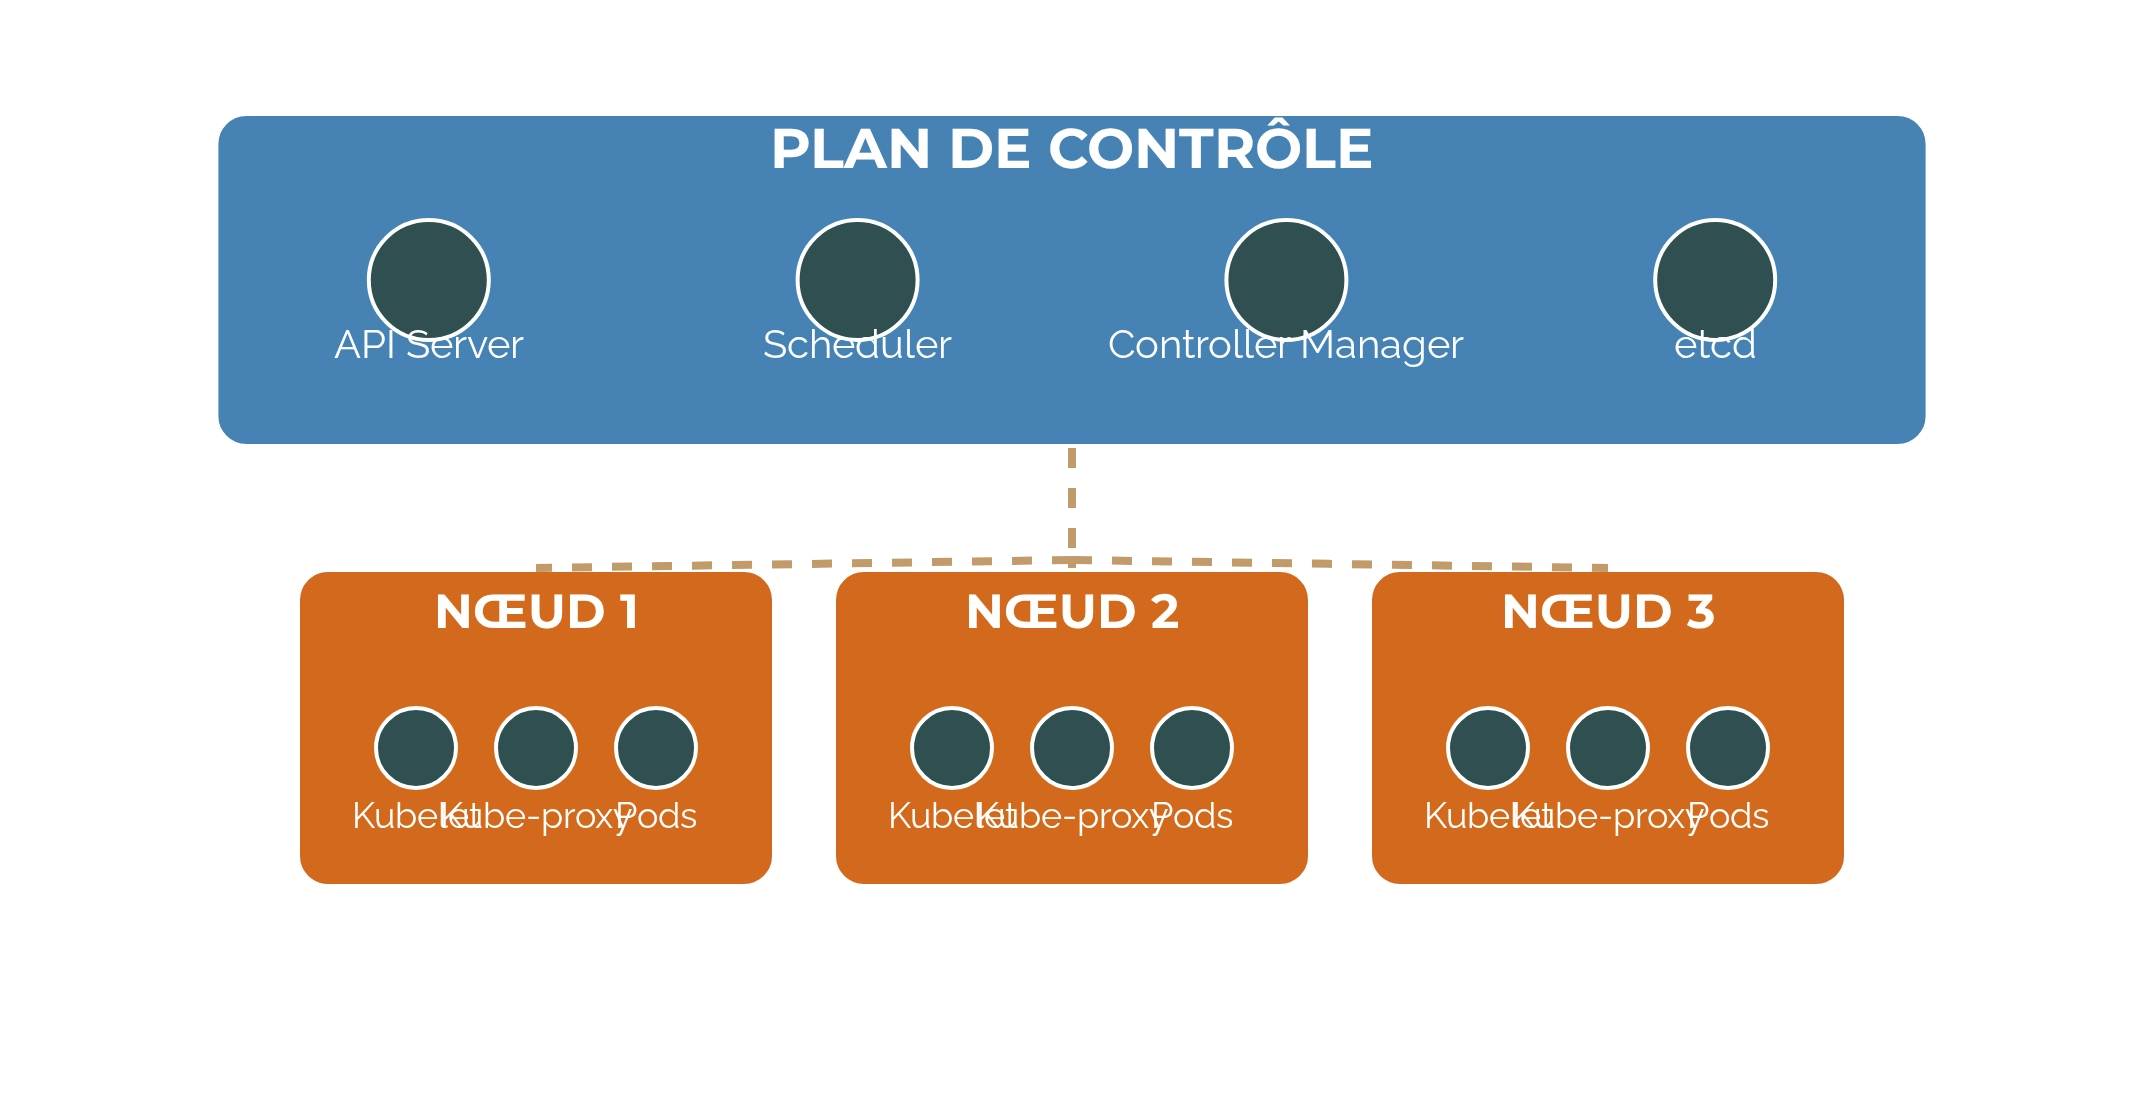 PLAN DE CONTRÔLE
API Server
Scheduler
Controller Manager
etcd
NŒUD 1
NŒUD 2
NŒUD 3
Kubelet
Kube-proxy
Pods
Kubelet
Kube-proxy
Pods
Kubelet
Kube-proxy
Pods